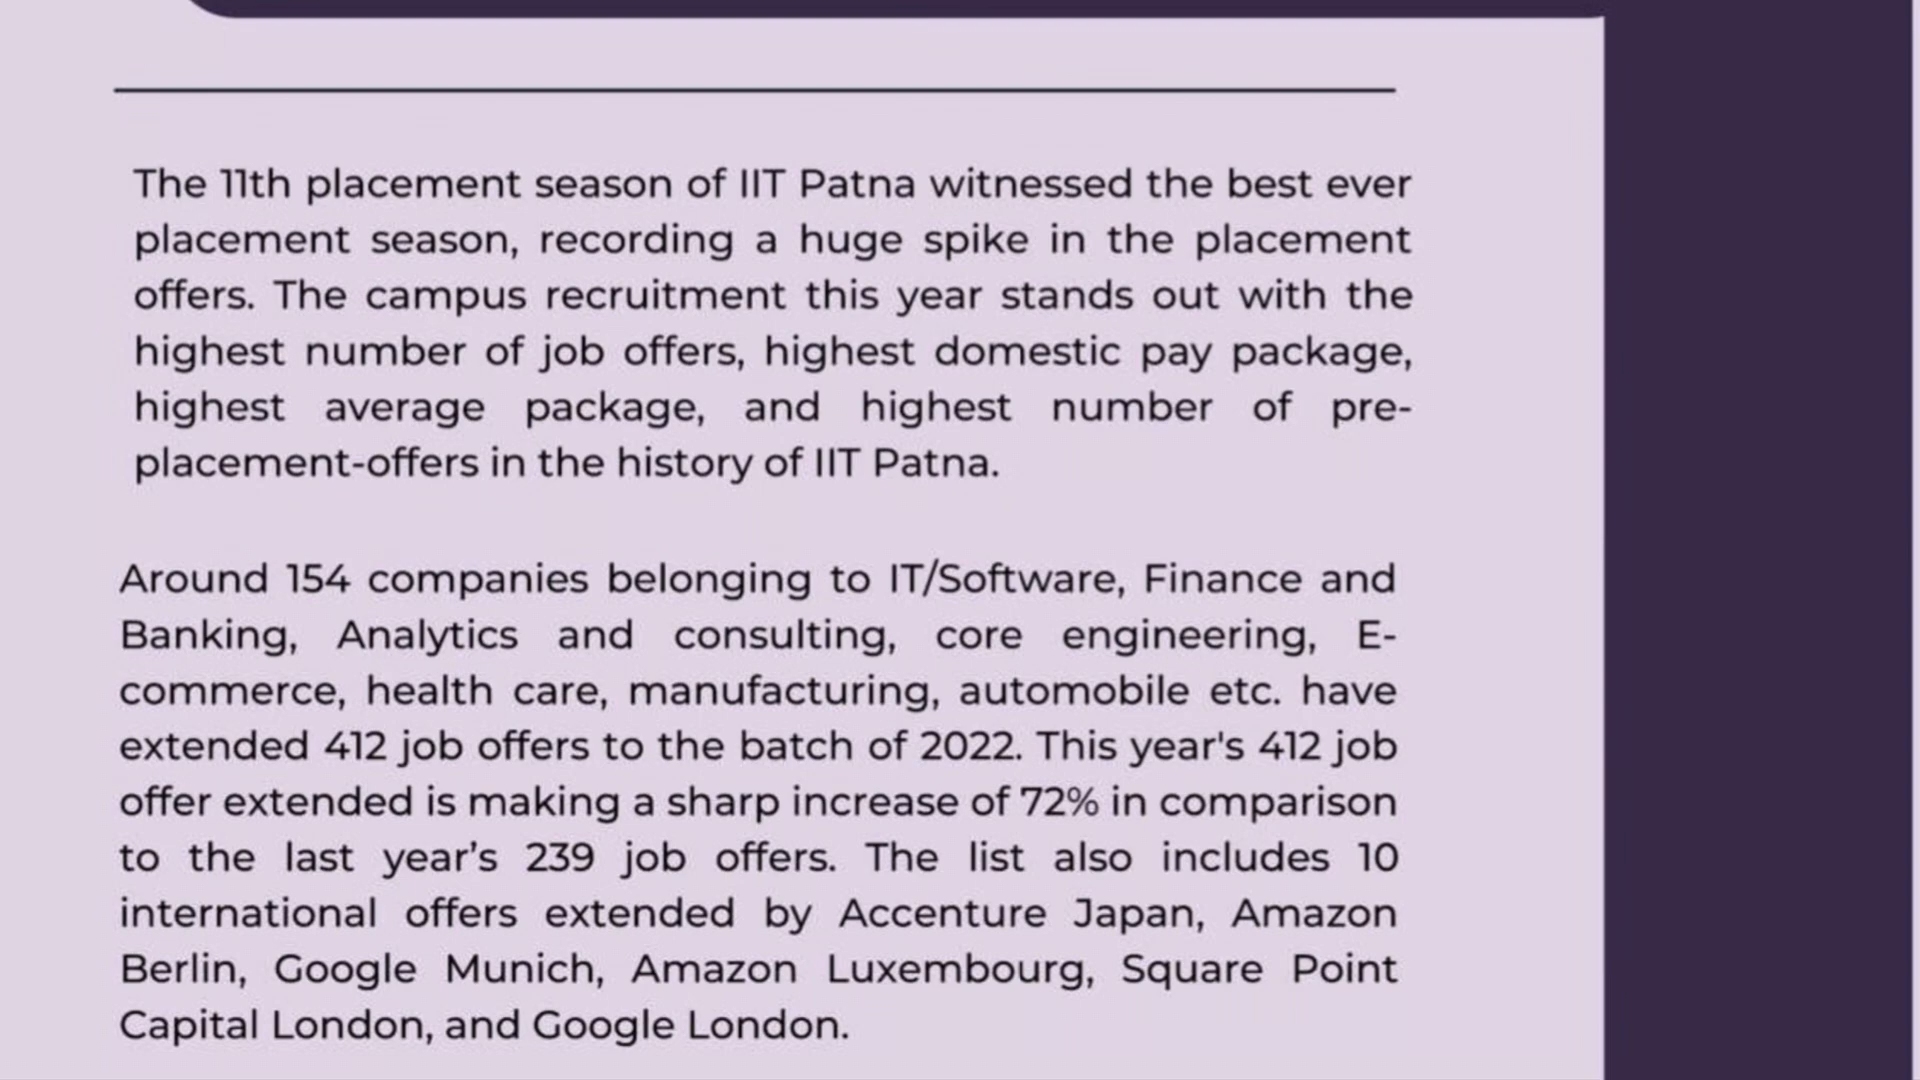 The 11th placement season of IIT Patna witnessed the best ever
placement season, recording a huge spike in the placement
offers. The campus recruitment this year stands out with the
highest number of job offers, highest domestic pay package,
highest average package, and highest number of pre-
placement-offers in the history of IIT Patna.
Around 154 companies belonging to IT/Software, Finance and
Banking, Analytics and consulting, core engineering, E-
commerce, health care, manufacturing, automobile etc. have
extended 412 job offers to the batch of 2022. This year's 412 job
offer extended is making a sharp increase of 72% in comparison
to the last year’s 239 job offers. The list also includes 10
international offers extended by Accenture Japan, Amazon
Berlin, Google Munich, Amazon Luxembourg, Square Point
Capital London, and Google London.